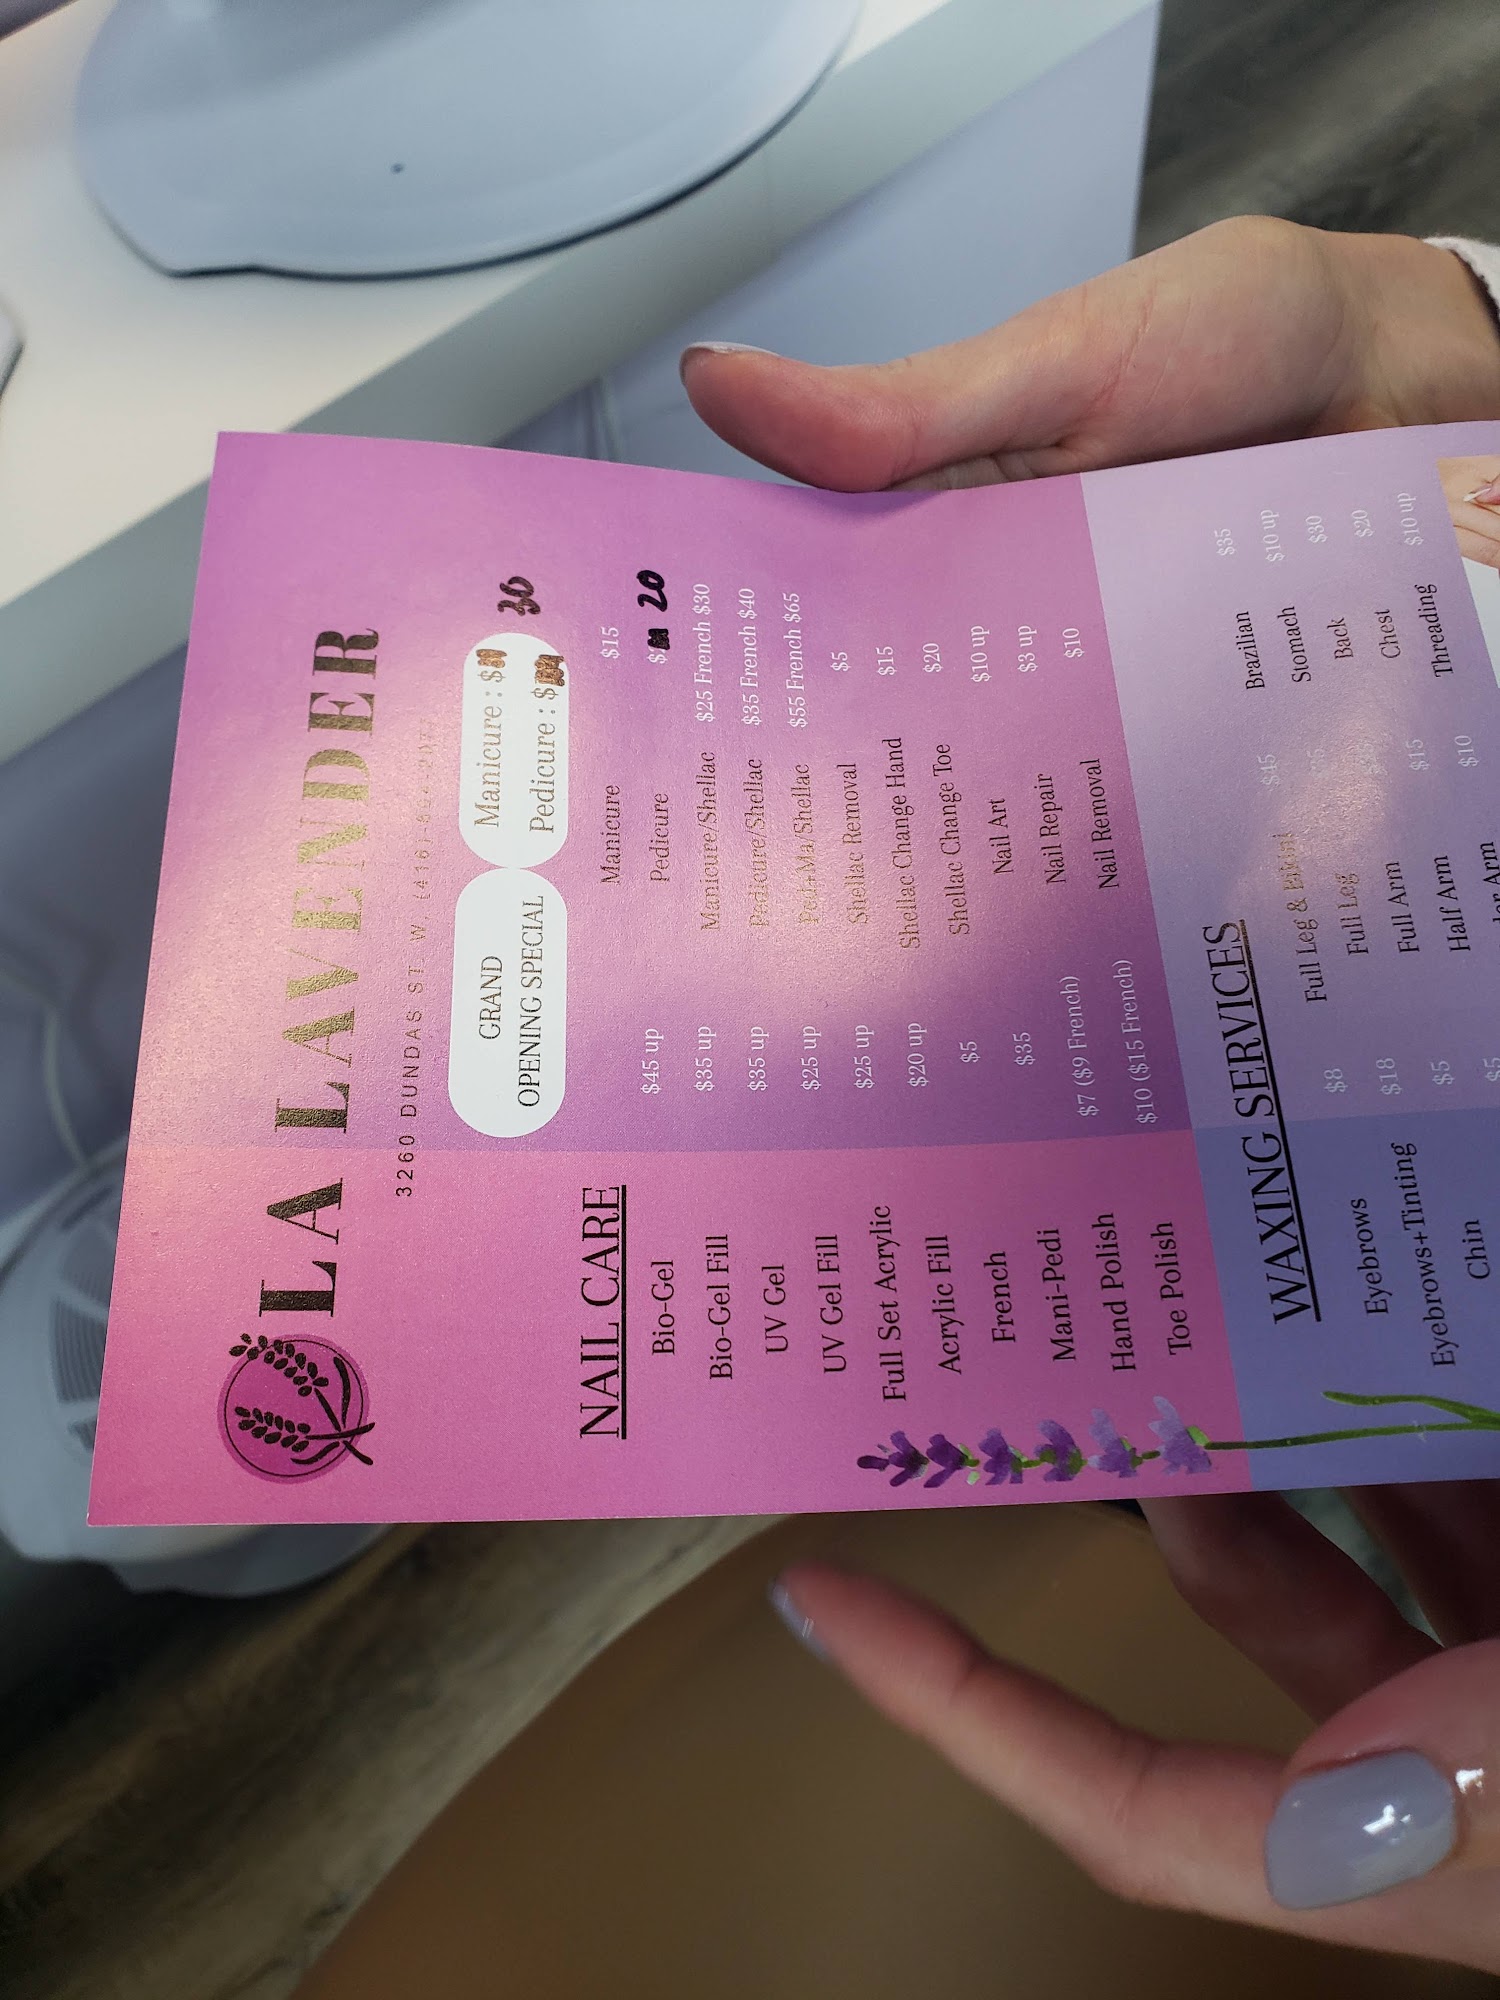 LA LAVENDER
3260 DUNDAS ST. W.
GRAND
OPENING SPECIAL
Manicure : $
Pedicure : $
30
NAIL CARE
Bio-Gel $45 up
Bio-Gel Fill $35 up
UV Gel $35 up
UV Gel Fill $25 up
Full Set Acrylic $25 up
Acrylic Fill $20 up
French $5
Mani-Pedi $35
Hand Polish $7 ($9 French)
Toe Polish $10 ($15 French)
Manicure $15
Pedicure $ 20
Manicure/Shellac $25 French $30
Pedicure/Shellac $35 French $40
Ped+Ma/Shellac $55 French $65
Shellac Removal $5
Shellac Change Hand $15
Shellac Change Toe $20
Nail Art $10 up
Nail Repair $3 up
Nail Removal $10
WAXING SERVICES
Eyebrows $8
Eyebrows+Tinting $18
Chin $5
$5
Full Leg & Bikini $45
Full Leg
Full Arm
Half Arm $15
Arm $10
Brazilian $35
Stomach $10 up
Back $30
Chest $20
Threading $10 up